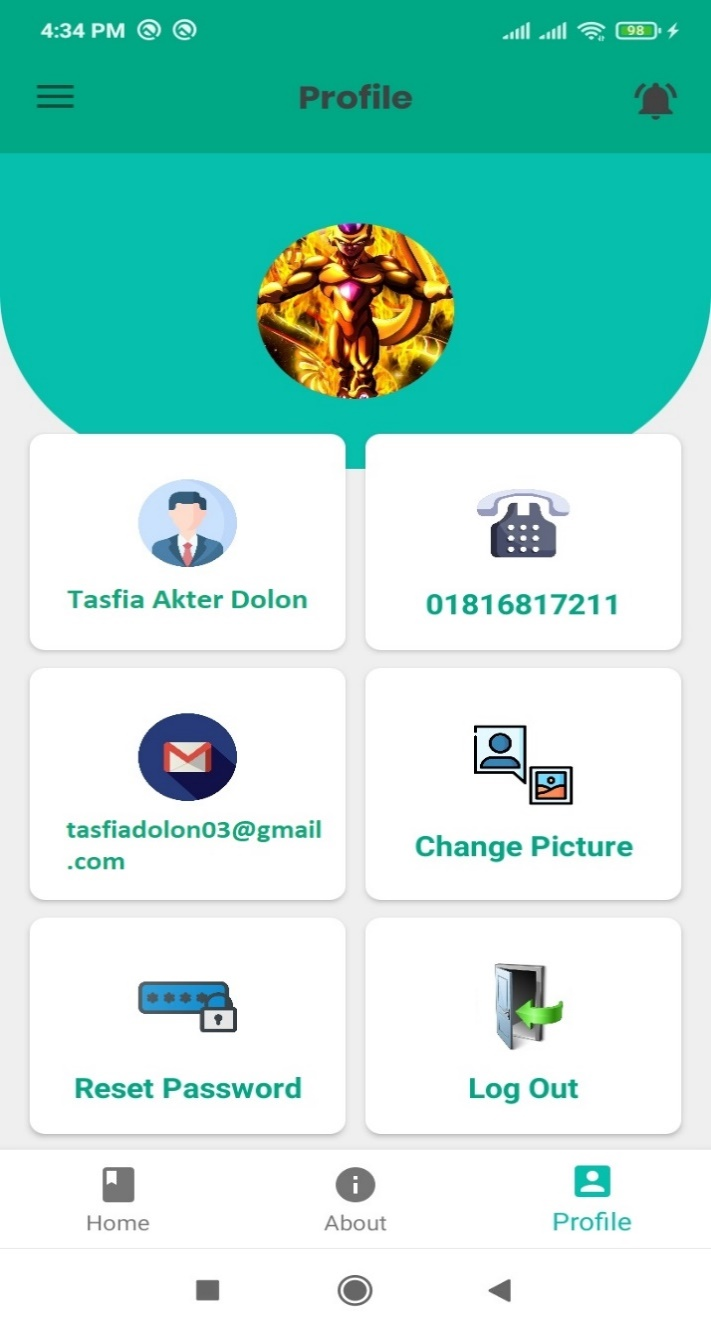 4:34 PM 98
Profile
Tasfia Akter Dolon
01816817211
tasfiadolon03@gmail
.com
Change Picture
Reset Password
Log Out
Home
About
Profile